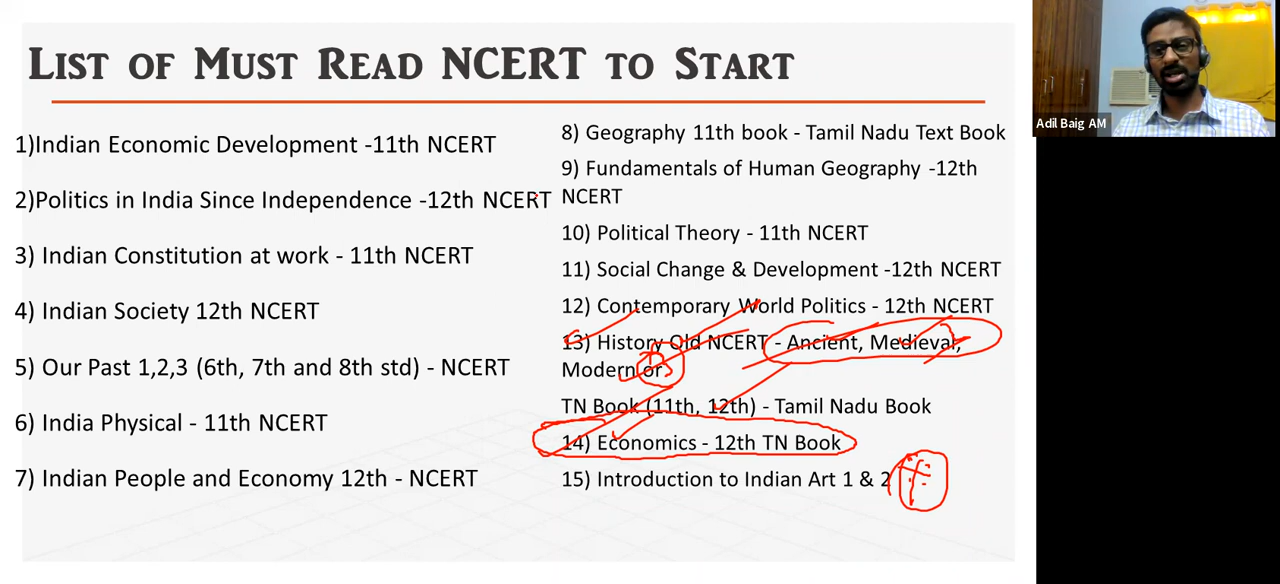 List of Must Read NCERT to Start
1)Indian Economic Development -11th NCERT
2)Politics in India Since Independence -12th NCERT
3) Indian Constitution at work - 11th NCERT
4) Indian Society 12th NCERT
5) Our Past 1,2,3 (6th, 7th and 8th std) - NCERT
6) India Physical - 11th NCERT
7) Indian People and Economy 12th - NCERT
8) Geography 11th book - Tamil Nadu Text Book
9) Fundamentals of Human Geography -12th
NCERT
10) Political Theory - 11th NCERT
11) Social Change & Development -12th NCERT
12) Contemporary World Politics - 12th NCERT
13) History Old NCERT - Ancient, Medieval,
Modern or
TN Book (11th, 12th) - Tamil Nadu Book
14) Economics - 12th TN Book
15) Introduction to Indian Art 1 & 2
Adil Baig AM